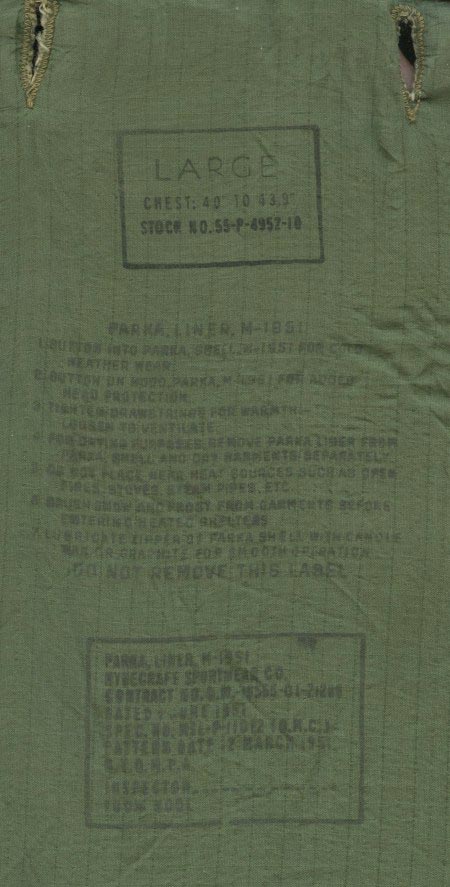 LARGE
CHEST: 40" TO 43.9"
STOCK NO. 55-P-4952-10
PARKA, LINER, M-1951
1. BUTTON INTO PARKA, SHELL, M-1951 FOR COLD
WEATHER WEAR.
2. BUTTON ON HOOD, PARKA, M-1951 FOR ADDED
HEAD PROTECTION.
3. TIGHTEN DRAWSTRINGS FOR WARMTH—
LOOSEN TO VENTILATE.
4. FOR DRYING PURPOSES, REMOVE PARKA LINER FROM
PARKA, SHELL AND DRY GARMENTS SEPARATELY.
5. DO NOT PLACE NEAR HEAT SOURCES SUCH AS OPEN
FIRES, STOVES, STEAM PIPES, ETC.
6. BRUSH SNOW AND FROST FROM GARMENTS BEFORE
ENTERING HEATED SHELTERS.
7. LUBRICATE ZIPPER OF PARKA SHELL WITH CANDLE
WAX OR GRAPHITE FOR SMOOTH OPERATION.
DO NOT REMOVE THIS LABEL
PARKA, LINER, M-1951
SPORTWEAR CO.
CONTRACT NO.
DATED JUNE 1951
SPEC. NO. (Q.M.C.)
PATTERN DATE 12 MARCH 1951
INSPECTOR
100% WOOL